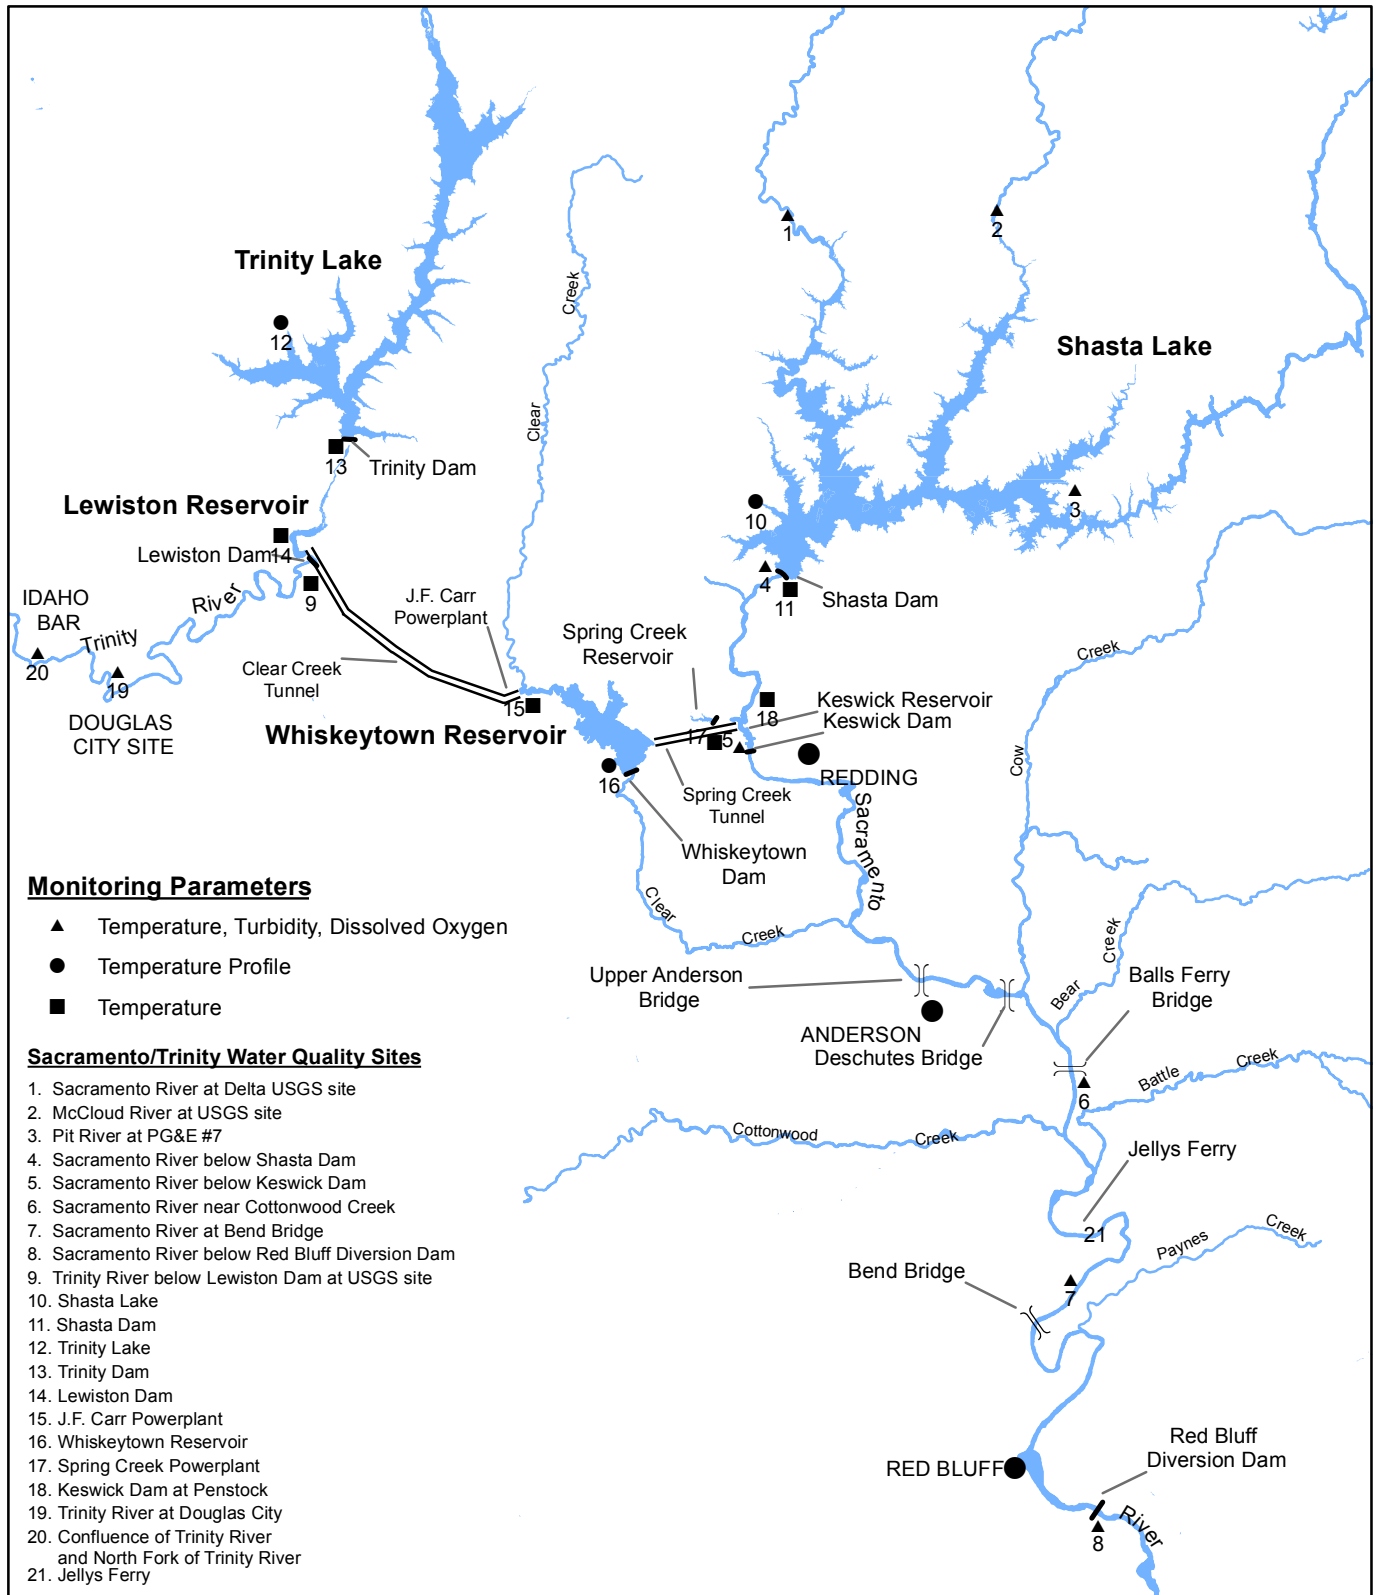 1
2
Trinity Lake
12
Creek
Shasta Lake
Clear
13
Trinity Dam
Lewiston Reservoir
3
10
14
Lewiston Dam
4
11
Shasta Dam
9
J.F. Carr
Powerplant
IDAHO
BAR
River
Trinity
20
19
Spring Creek
Reservoir
Creek
Clear Creek
Tunnel
DOUGLAS
CITY SITE
15
18
Keswick Reservoir
Keswick Dam
Whiskeytown Reservoir
17
5
REDDING
16
Spring Creek
Tunnel
Cow
Sacramento
Whiskeytown
Dam
Monitoring Parameters
Temperature, Turbidity, Dissolved Oxygen
Temperature Profile
Temperature
Clear
Creek
Creek
Upper Anderson
Bridge
Bear
Balls Ferry
Bridge
ANDERSON
Deschutes Bridge
6
Battle
Creek
Cottonwood
Creek
Jellys Ferry
21
Paynes
Creek
Bend Bridge
7
Red Bluff
Diversion Dam
RED BLUFF
River
8
Sacramento/Trinity Water Quality Sites
1. Sacramento River at Delta USGS site
2. McCloud River at USGS site
3. Pit River at PG&E #7
4. Sacramento River below Shasta Dam
5. Sacramento River below Keswick Dam
6. Sacramento River near Cottonwood Creek
7. Sacramento River at Bend Bridge
8. Sacramento River below Red Bluff Diversion Dam
9. Trinity River below Lewiston Dam at USGS site
10. Shasta Lake
11. Shasta Dam
12. Trinity Lake
13. Trinity Dam
14. Lewiston Dam
15. J.F. Carr Powerplant
16. Whiskeytown Reservoir
17. Spring Creek Powerplant
18. Keswick Dam at Penstock
19. Trinity River at Douglas City
20. Confluence of Trinity River
and North Fork of Trinity River
21. Jellys Ferry